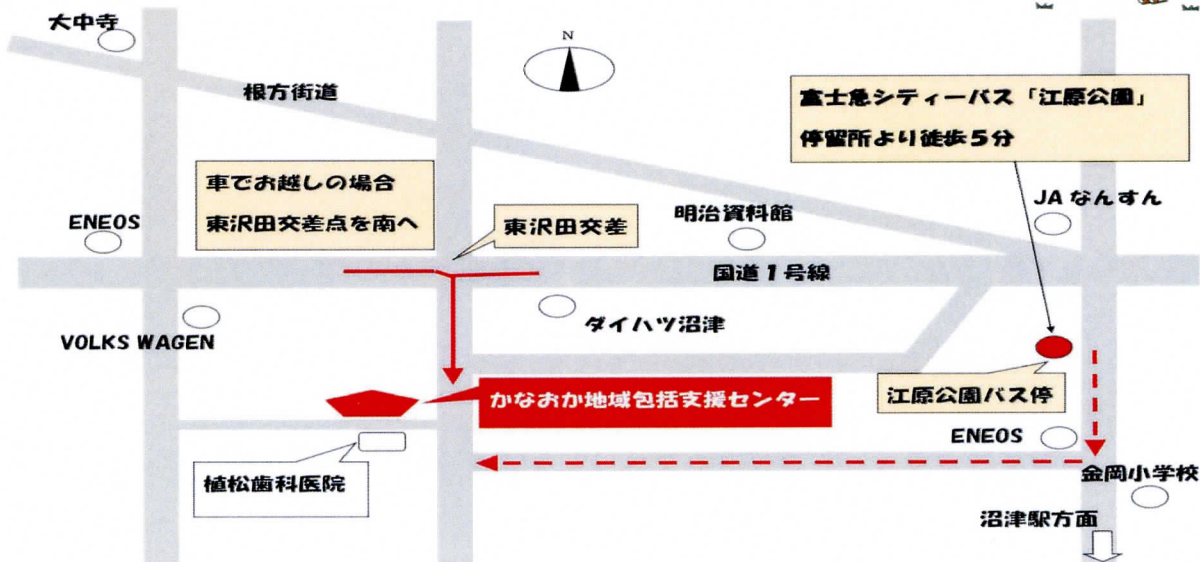 大中寺
N
根方街道
富士急シティーバス「江原公園」
停留所より徒歩5分
車でお越しの場合
東沢田交差点を南へ
ENEOS
東沢田交差
明治資料館
JAなんすん
国道1号線
VOLKS WAGEN
ダイハツ沼津
かなおか地域包括支援センター
江原公園バス停
ENEOS
植松歯科医院
金岡小学校
沼津駅方面